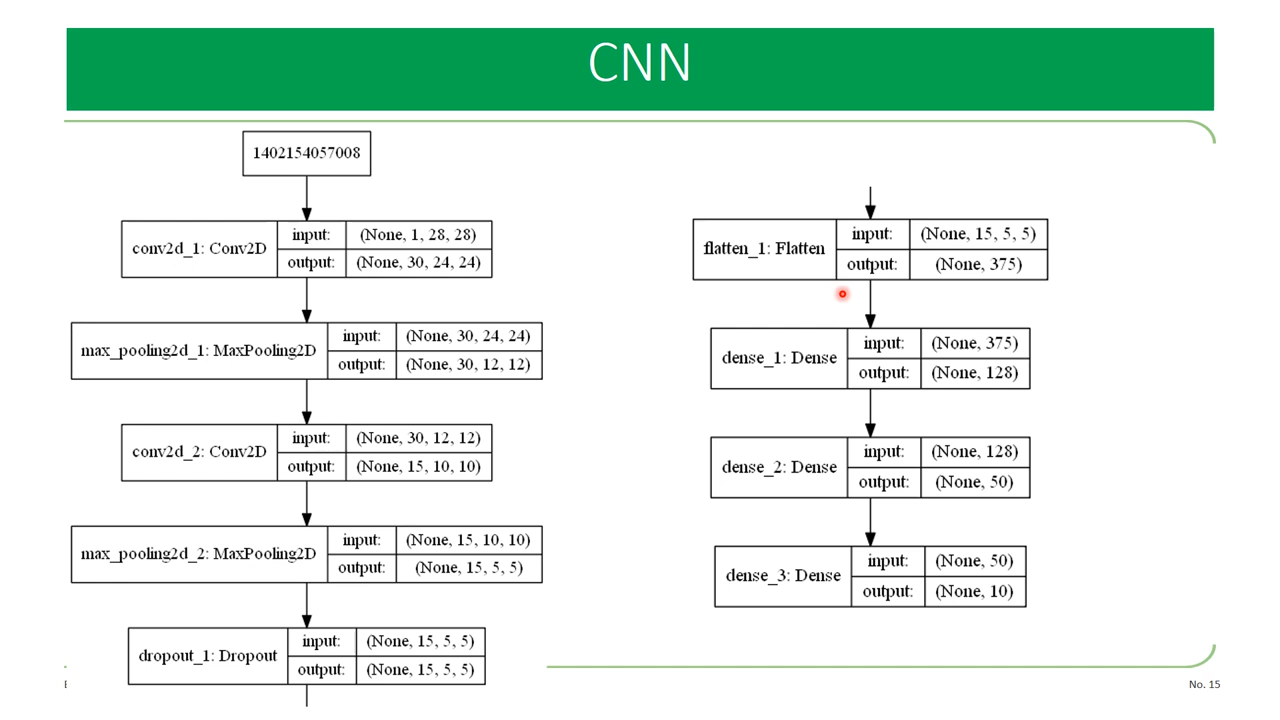 CNN
1402154057008
conv2d_1: Conv2D
input: (None, 1, 28, 28)
output: (None, 30, 24, 24)
max_pooling2d_1: MaxPooling2D
input: (None, 30, 24, 24)
output: (None, 30, 12, 12)
conv2d_2: Conv2D
input: (None, 30, 12, 12)
output: (None, 15, 10, 10)
max_pooling2d_2: MaxPooling2D
input: (None, 15, 10, 10)
output: (None, 15, 5, 5)
dropout_1: Dropout
input: (None, 15, 5, 5)
output: (None, 15, 5, 5)
flatten_1: Flatten
input: (None, 15, 5, 5)
output: (None, 375)
dense_1: Dense
input: (None, 375)
output: (None, 128)
dense_2: Dense
input: (None, 128)
output: (None, 50)
dense_3: Dense
input: (None, 50)
output: (None, 10)
No. 15